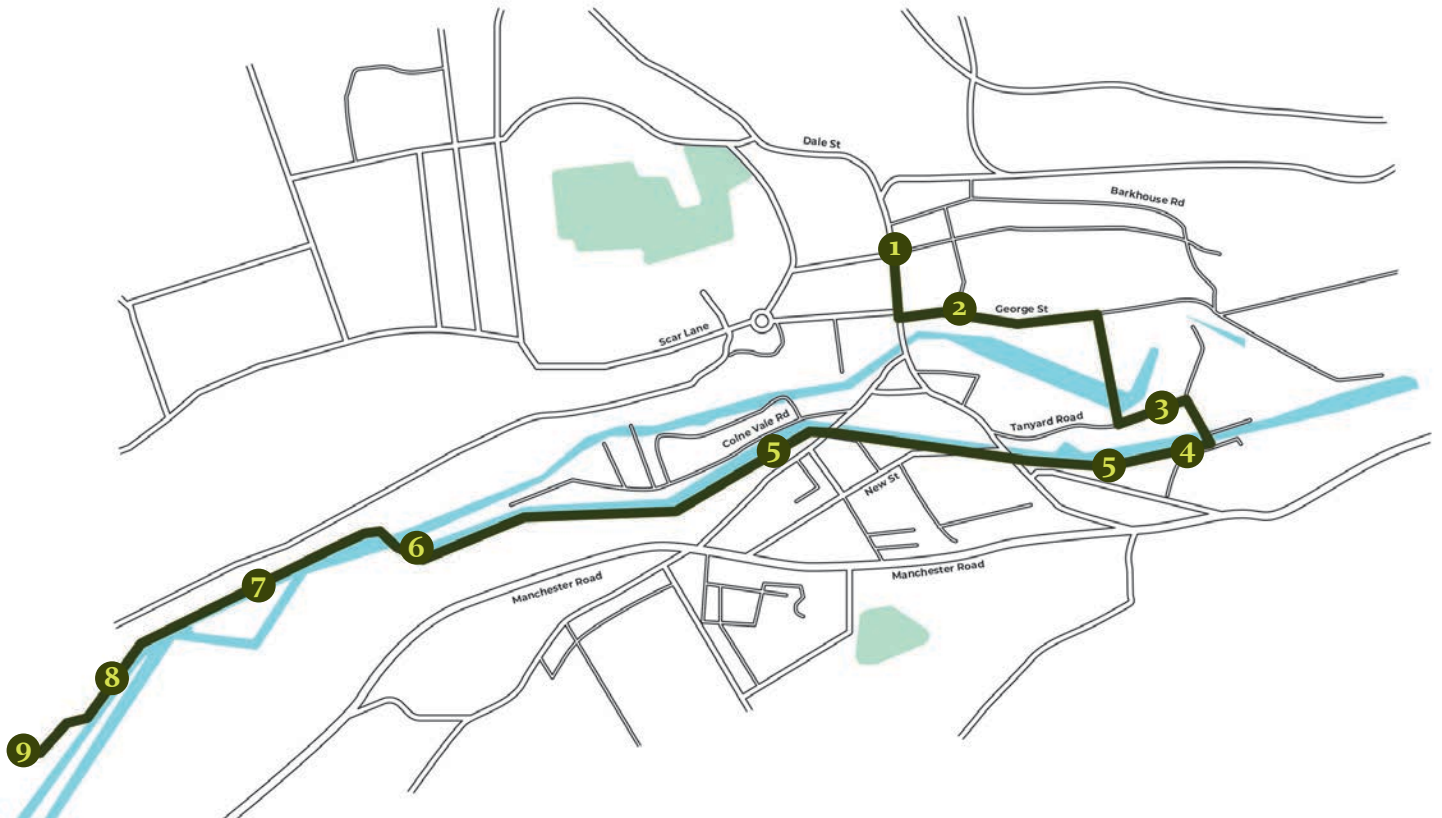 Dale St
Barkhouse Rd
1
2
George St
Scar Lane
3
Tanyard Road
Colne Vale Rd
5
4
5
New St
6
Manchester Road
7
Manchester Road
8
9